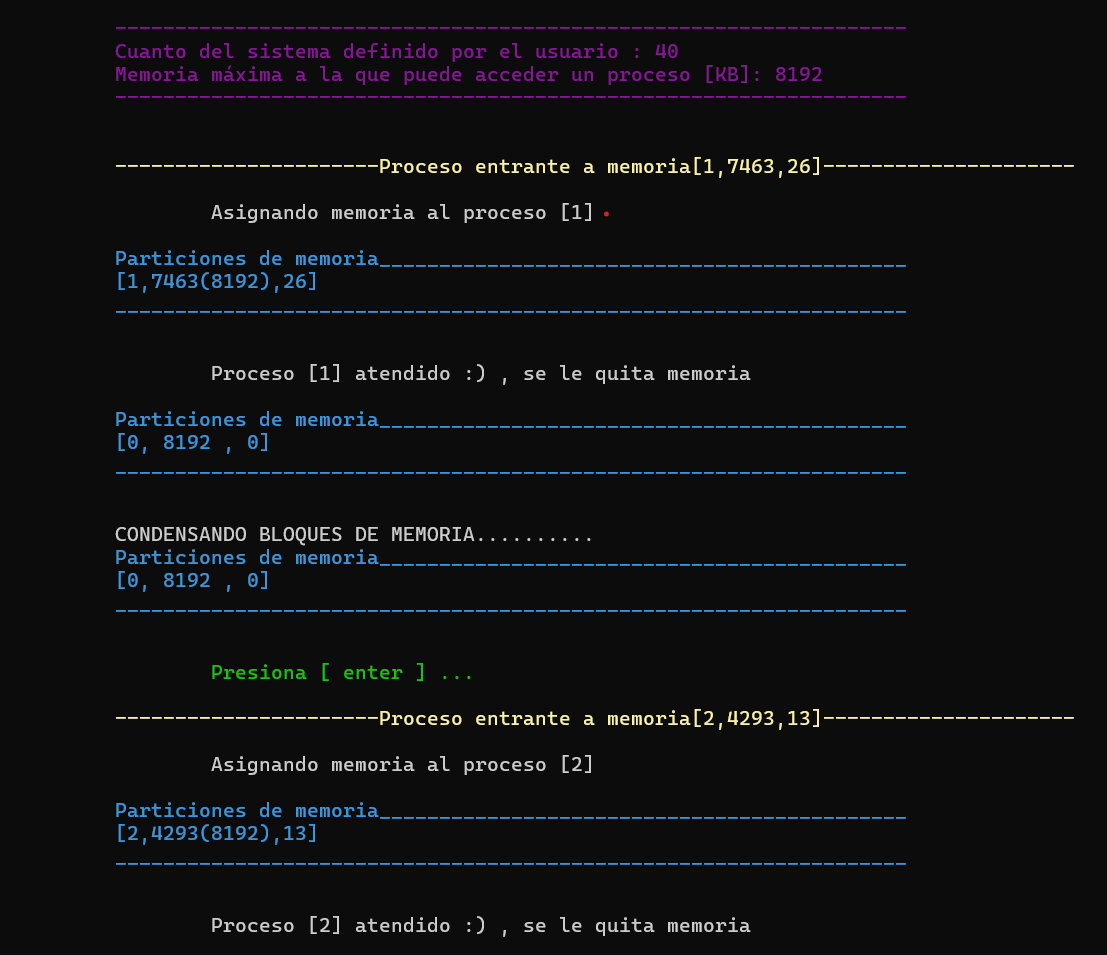 ------------------------------------------------------------------
Cuanto del sistema definido por el usuario : 40
Memoria máxima a la que puede acceder un proceso [KB]: 8192
------------------------------------------------------------------
----------------------Proceso entrante a memoria[1,7463,26]---------------------
Asignando memoria al proceso [1]
Particiones de memoria____________________________________________
[1,7463(8192),26]
------------------------------------------------------------------
Proceso [1] atendido :) , se le quita memoria
Particiones de memoria____________________________________________
[0, 8192 , 0]
------------------------------------------------------------------
CONDENSANDO BLOQUES DE MEMORIA..........
Particiones de memoria____________________________________________
[0, 8192 , 0]
------------------------------------------------------------------
Presiona [ enter ] ...
----------------------Proceso entrante a memoria[2,4293,13]---------------------
Asignando memoria al proceso [2]
Particiones de memoria____________________________________________
[2,4293(8192),13]
------------------------------------------------------------------
Proceso [2] atendido :) , se le quita memoria